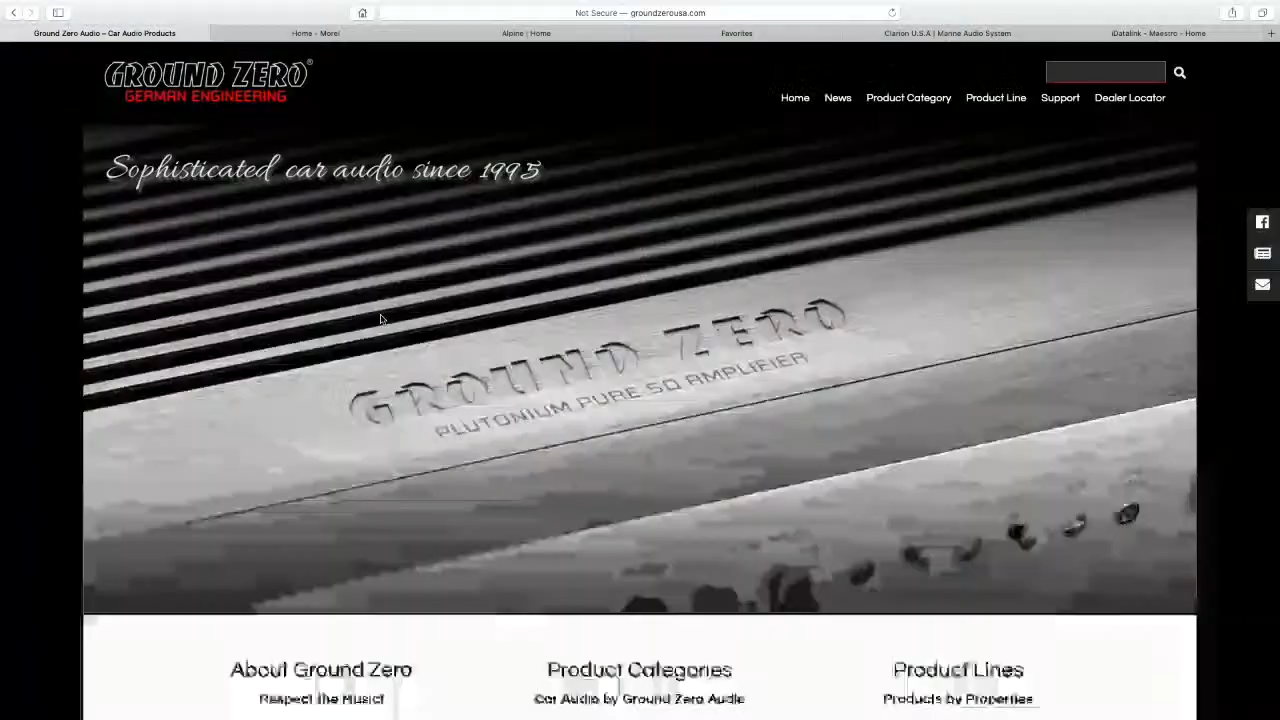 Not Secure — groundzerousa.com
Ground Zero Audio – Car Audio Products
Home - Morel
Alpine | Home
Favorites
Clarion U.S.A | Marine Audio System
iDatalink - Maestro - Home
GROUND ZERO®
GERMAN ENGINEERING
Home
News
Product Category
Product Line
Support
Dealer Locator
Sophisticated car audio since 1995
GROUND ZERO
PLUTONIUM PURE SQ AMPLIFIER
About Ground Zero
Respect the Music!
Product Categories
Car Audio by Ground Zero Audio
Product Lines
Products by Properties